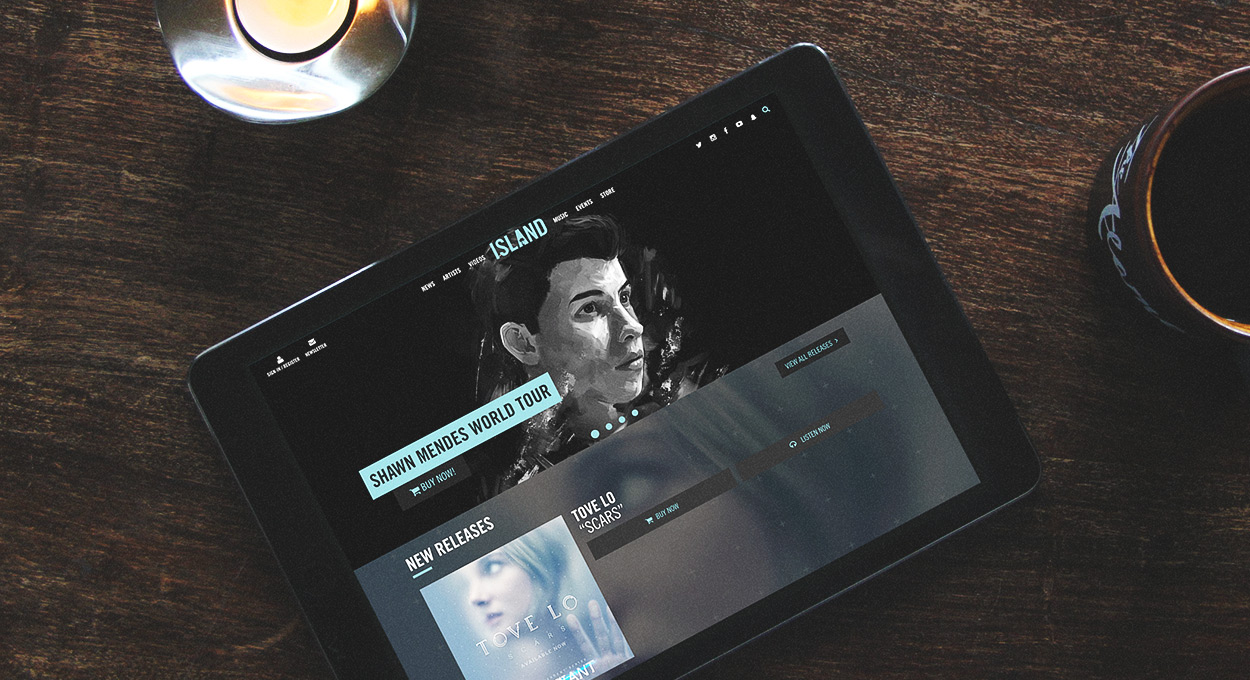 NEWS
ARTISTS
VIDEOS
ISLAND
MUSIC
EVENTS
STORE
SIGN IN / REGISTER
NEWSLETTER
SHAWN MENDES WORLD TOUR
BUY NOW!
VIEW ALL RELEASES
NEW RELEASES
TOVE LO
“SCARS”
BUY NOW
LISTEN NOW
TOVE LO
SCARS
AVAILABLE NOW